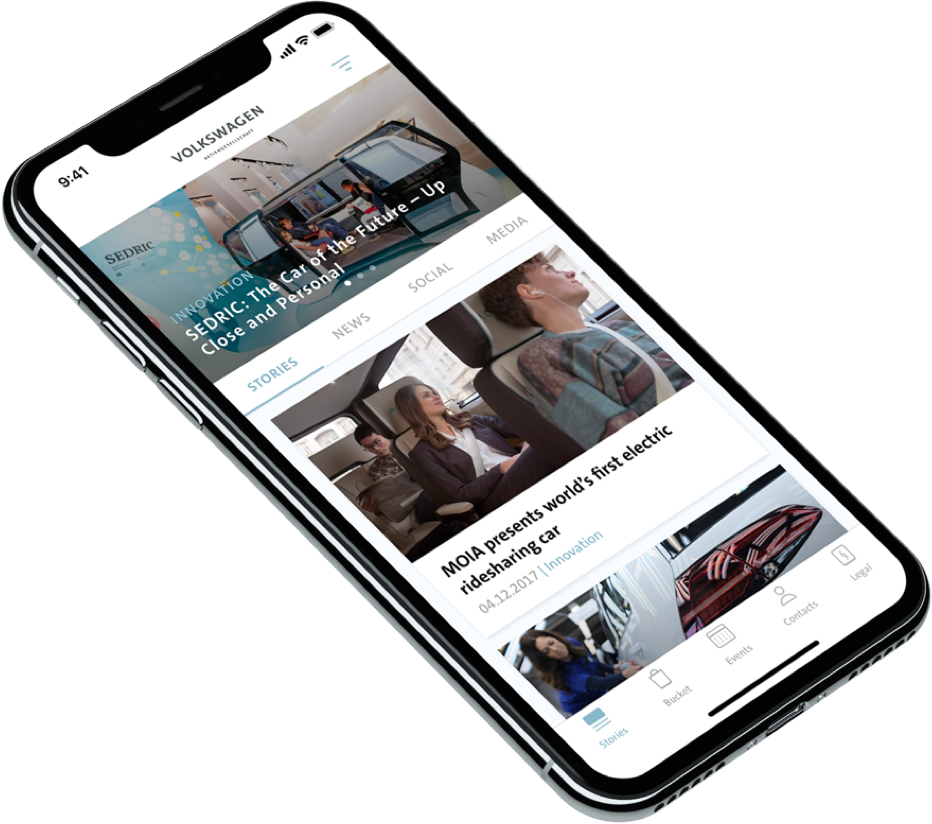 9:41
VOLKSWAGEN
AKTIENGESELLSCHAFT
SEDRIC
INNOVATION
SEDRIC: The Car of the Future – Up
Close and Personal
STORIES
NEWS
SOCIAL
MEDIA
MOIA presents world's first electric
ridesharing car
04.12.2017 | Innovation
Stories
Bucket
Events
Contacts
Legal